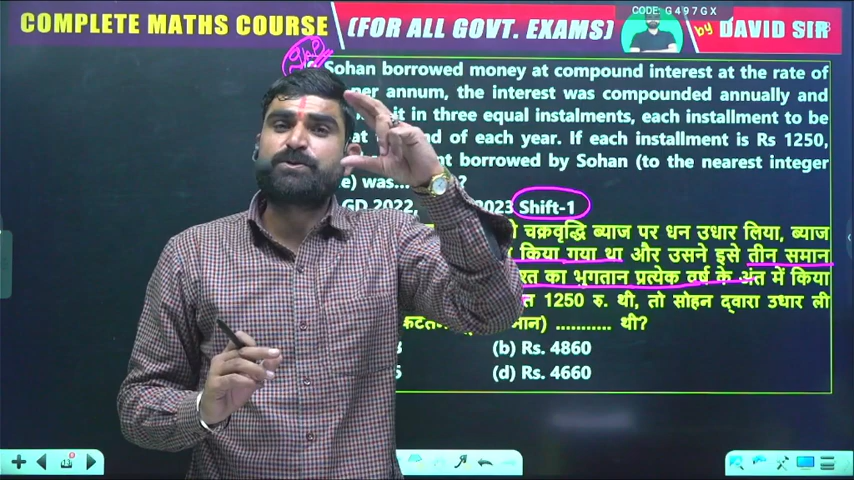 CODE: G497GX
COMPLETE MATHS COURSE (FOR ALL GOVT. EXAMS) by DAVID SIR
Sohan borrowed money at compound interest at the rate of
per annum, the interest was compounded annually and
it in three equal instalments, each installment to be
at end of each year. If each installment is Rs 1250,
borrowed by Sohan (to the nearest integer
was... ?
GD 2022, 2023 Shift-1
चक्रवृद्धि ब्याज पर धन उधार लिया, ब्याज
किया गया था और उसने इसे तीन समान
का भुगतान प्रत्येक वर्ष के अंत में किया
1250 रु. थी, तो सोहन द्वारा उधार ली
........... थी?
(b) Rs. 4860
(d) Rs. 4660